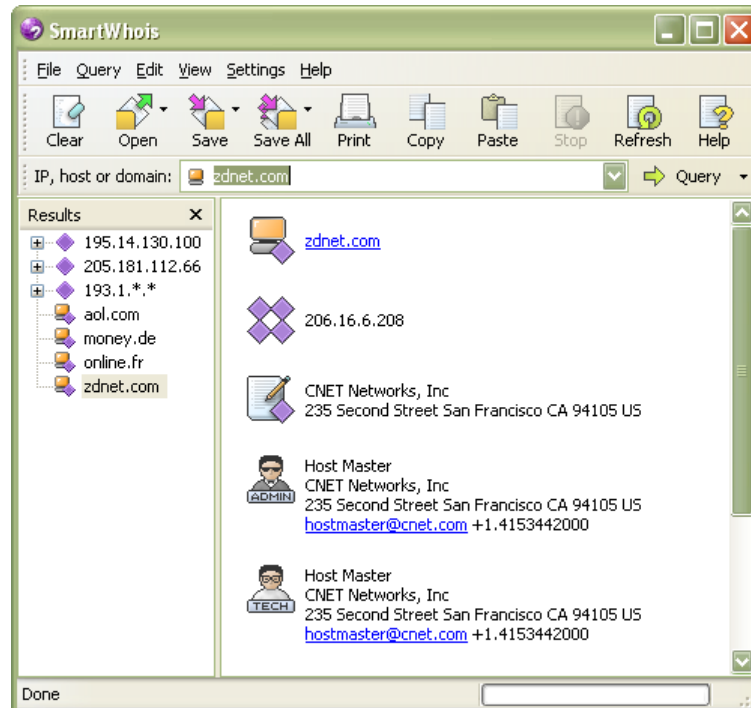 SmartWhois
File Query Edit View Settings Help
Clear Open Save Save All Print Copy Paste Stop Refresh Help
IP, host or domain: zdnet.com Query
Results
195.14.130.100
205.181.112.66
193.1.*.*
aol.com
money.de
online.fr
zdnet.com
zdnet.com
206.16.6.208
CNET Networks, Inc
235 Second Street San Francisco CA 94105 US
ADMIN
Host Master
CNET Networks, Inc
235 Second Street San Francisco CA 94105 US
hostmaster@cnet.com +1.4153442000
TECH
Host Master
CNET Networks, Inc
235 Second Street San Francisco CA 94105 US
hostmaster@cnet.com +1.4153442000
Done